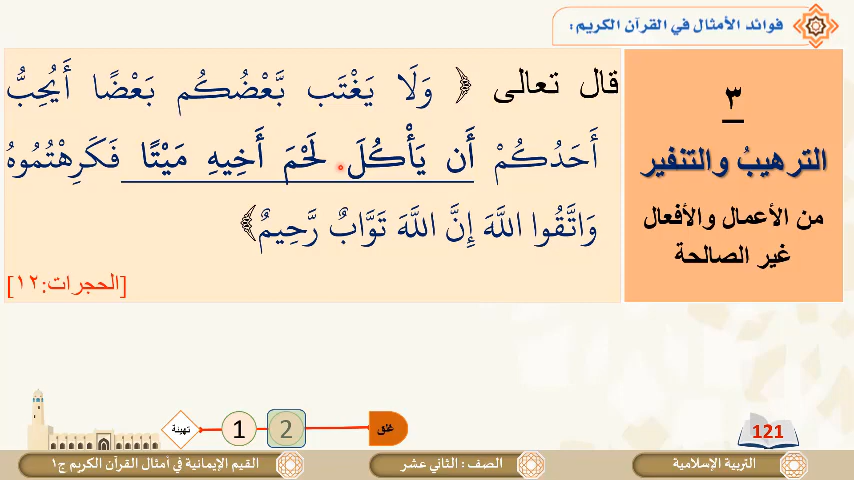 فوائد الأمثال في القرآن الكريم:
٣
الترهيبُ والتنفير
من الأعمال والأفعال
غير الصالحة
قال تعالى ﴿ وَلَا يَغْتَب بَّعْضُكُم بَعْضًا أَيُحِبُّ
أَحَدُكُمْ أَن يَأْكُلَ لَحْمَ أَخِيهِ مَيْتًا فَكَرِهْتُمُوهُ
وَاتَّقُوا اللَّهَ إِنَّ اللَّهَ تَوَّابٌ رَّحِيمٌ﴾
[الحجرات:١٢]
غلق
2
1
تهيئة
121
التربية الإسلامية
الصف : الثاني عشر
القيم الإيمانية في أمثال القرآن الكريم ج١